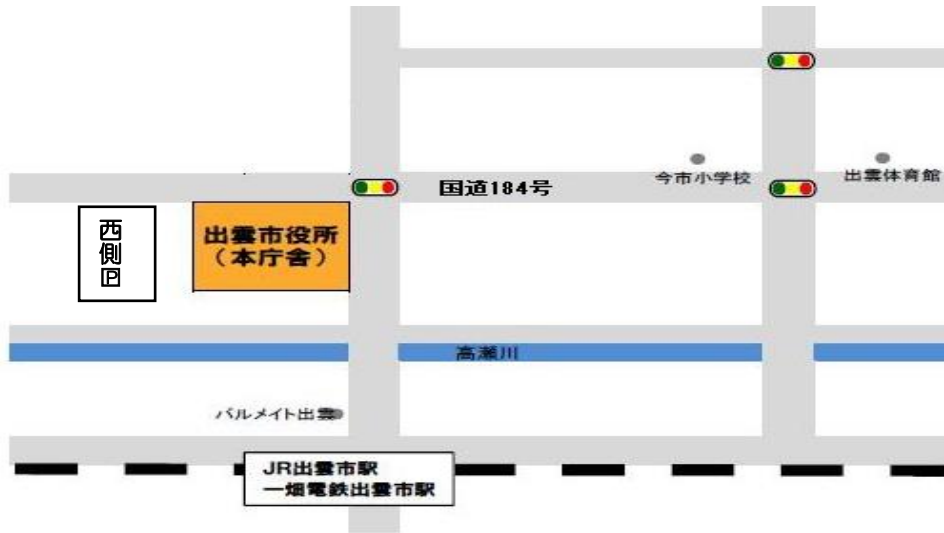 今市小学校
出雲体育館
国道184号
西側🄿
出雲市役所
（本庁舎）
高瀬川
パルメイト出雲
JR出雲市駅
一畑電鉄出雲市駅